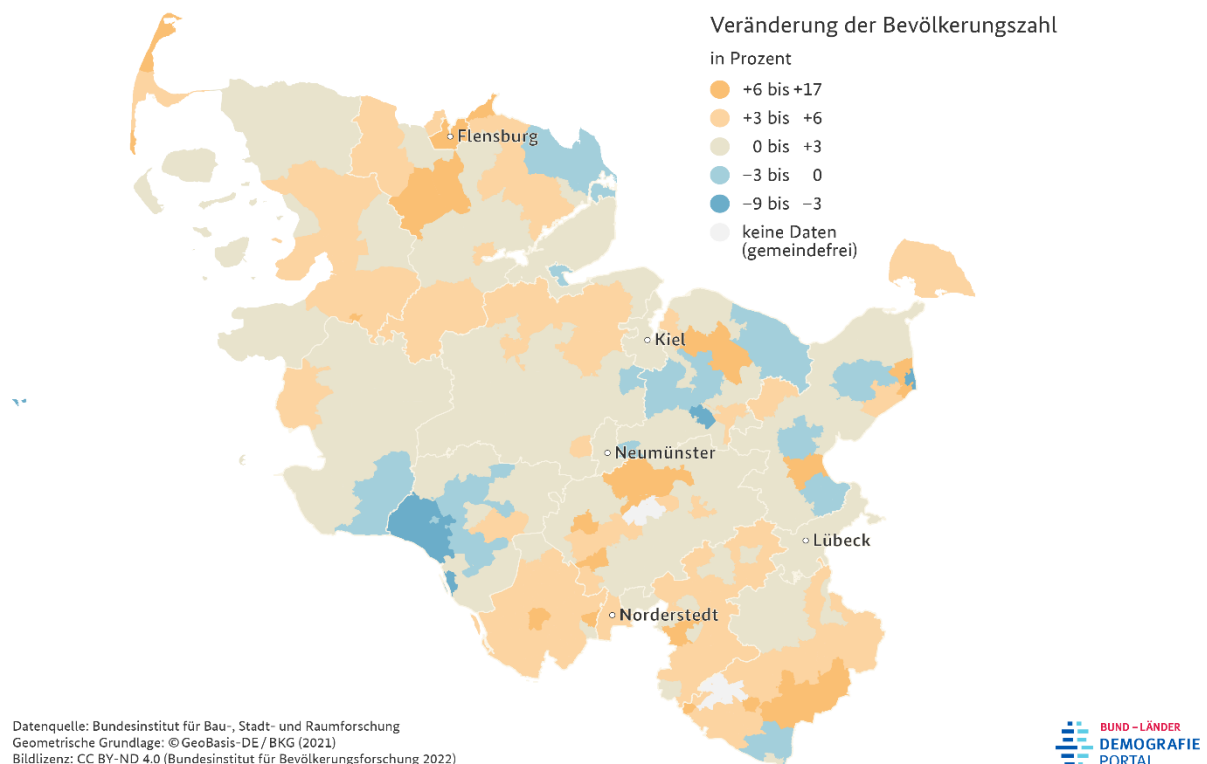 Veränderung der Bevölkerungszahl
in Prozent
+6 bis +17
+3 bis +6
0 bis +3
−3 bis 0
−9 bis −3
keine Daten
(gemeindefrei)
Flensburg
Kiel
Neumünster
Lübeck
Norderstedt
Datenquelle: Bundesinstitut für Bau-, Stadt- und Raumforschung
Geometrische Grundlage: © GeoBasis-DE / BKG (2021)
Bildlizenz: CC BY-ND 4.0 (Bundesinstitut für Bevölkerungsforschung 2022)
BUND – LÄNDER
DEMOGRAFIE
PORTAL